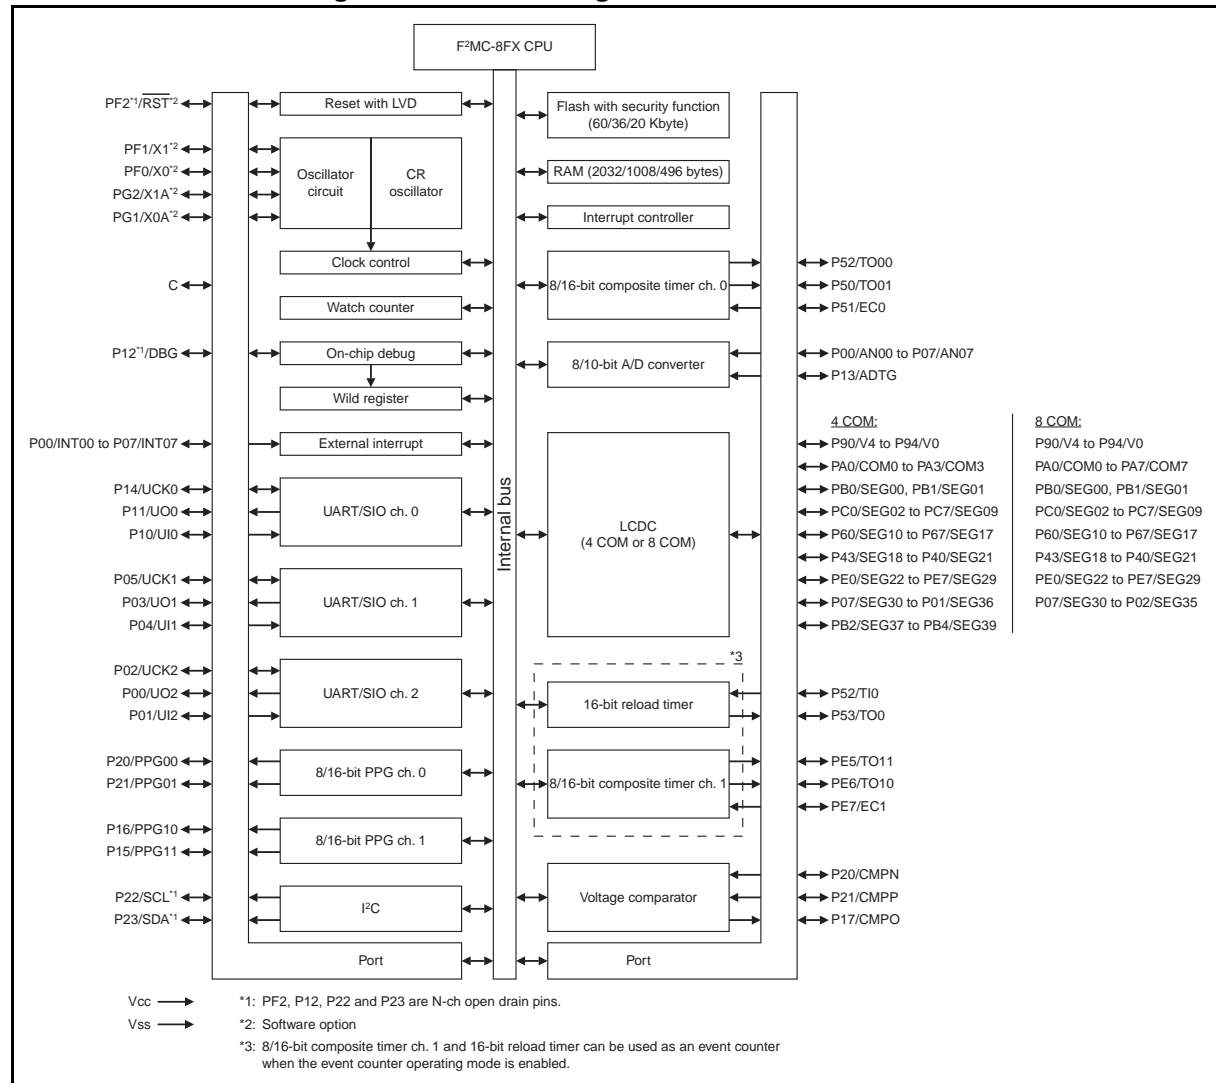 F²MC-8FX CPU
PF2*1/RST*2
Reset with LVD
Flash with security function
(60/36/20 Kbyte)
PF1/X1*2
PF0/X0*2
PG2/X1A*2
PG1/X0A*2
Oscillator
circuit
CR
oscillator
RAM (2032/1008/496 bytes)
Interrupt controller
Clock control
C
Watch counter
8/16-bit composite timer ch. 0
P52/TO00
P50/TO01
P51/EC0
P12*1/DBG
On-chip debug
Wild register
8/10-bit A/D converter
P00/AN00 to P07/AN07
P13/ADTG
P00/INT00 to P07/INT07
External interrupt
P14/UCK0
P11/UO0
P10/UI0
UART/SIO ch. 0
P05/UCK1
P03/UO1
P04/UI1
UART/SIO ch. 1
P02/UCK2
P00/UO2
P01/UI2
UART/SIO ch. 2
P20/PPG00
P21/PPG01
8/16-bit PPG ch. 0
P16/PPG10
P15/PPG11
8/16-bit PPG ch. 1
P22/SCL*1
P23/SDA*1
I²C
Port
Internal bus
LCDC
(4 COM or 8 COM)
4 COM:
P90/V4 to P94/V0
PA0/COM0 to PA3/COM3
PB0/SEG00, PB1/SEG01
PC0/SEG02 to PC7/SEG09
P60/SEG10 to P67/SEG17
P43/SEG18 to P40/SEG21
PE0/SEG22 to PE7/SEG29
P07/SEG30 to P01/SEG36
PB2/SEG37 to PB4/SEG39
8 COM:
P90/V4 to P94/V0
PA0/COM0 to PA7/COM7
PB0/SEG00, PB1/SEG01
PC0/SEG02 to PC7/SEG09
P60/SEG10 to P67/SEG17
P43/SEG18 to P40/SEG21
PE0/SEG22 to PE7/SEG29
P07/SEG30 to P02/SEG35
*3
16-bit reload timer
P52/TI0
P53/TO0
8/16-bit composite timer ch. 1
PE5/TO11
PE6/TO10
PE7/EC1
Voltage comparator
P20/CMPN
P21/CMPP
P17/CMPO
Port
Vcc
Vss
*1: PF2, P12, P22 and P23 are N-ch open drain pins.
*2: Software option
*3: 8/16-bit composite timer ch. 1 and 16-bit reload timer can be used as an event counter
when the event counter operating mode is enabled.